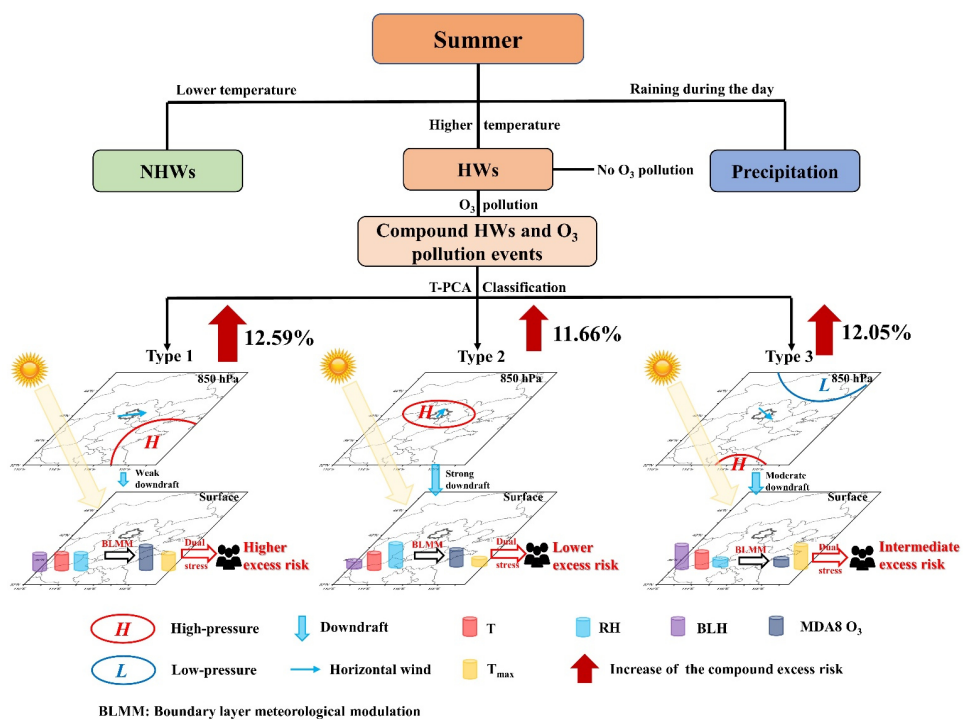 Summer
Lower temperature
Raining during the day
Higher temperature
NHWs
HWs
No O₃ pollution
Precipitation
O₃ pollution
Compound HWs and O₃
pollution events
T-PCA Classification
12.59%
11.66%
12.05%
Type 1
Type 2
Type 3
850 hPa
850 hPa
850 hPa
H
H
L
H
Weak
downdraft
Strong
downdraft
Moderate
downdraft
Surface
Surface
Surface
BLMM
Dual
stress
Higher
excess risk
BLMM
Dual
stress
Lower
excess risk
BLMM
Dual
stress
Intermediate
excess risk
H High-pressure
Downdraft
T
RH
BLH
MDA8 O₃
L Low-pressure
Horizontal wind
Tmax
Increase of the compound excess risk
BLMM: Boundary layer meteorological modulation